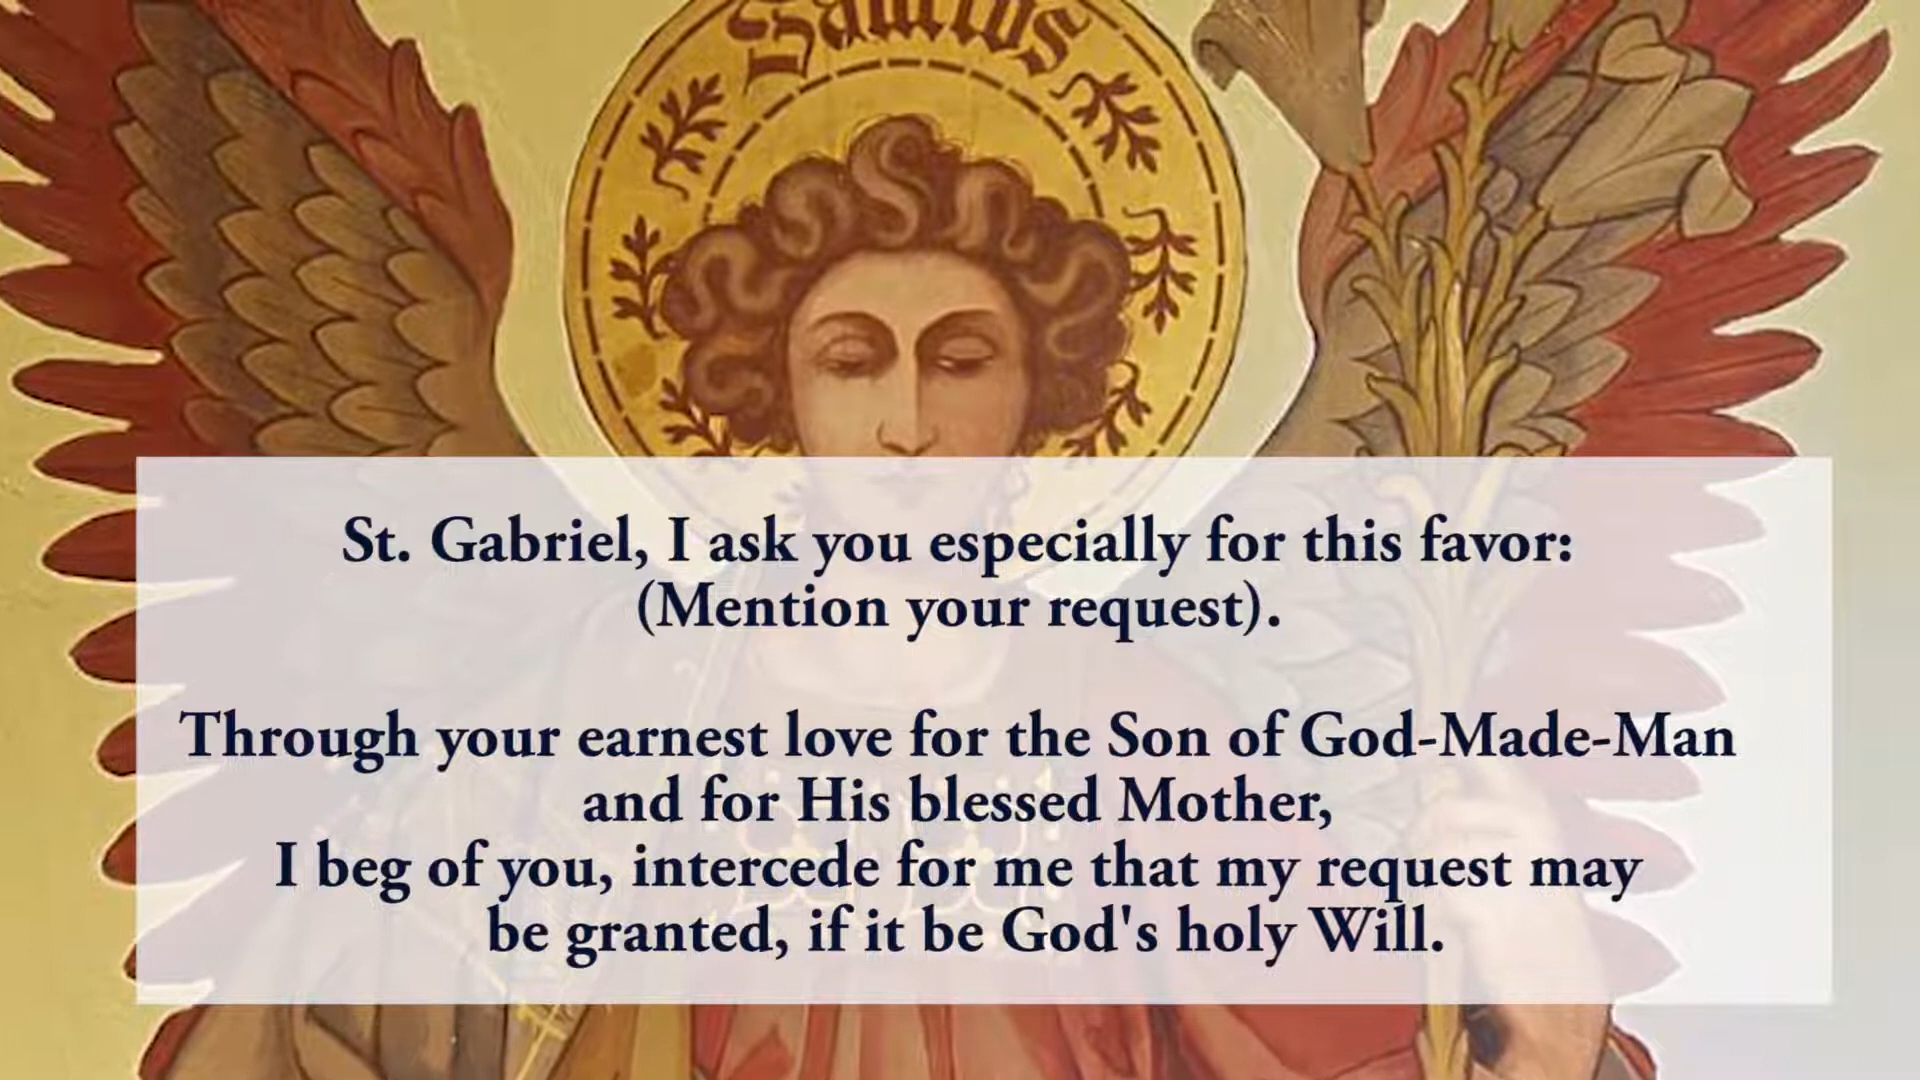 Sanctus
St. Gabriel, I ask you especially for this favor:
(Mention your request).
Through your earnest love for the Son of God-Made-Man
and for His blessed Mother,
I beg of you, intercede for me that my request may
be granted, if it be God's holy Will.